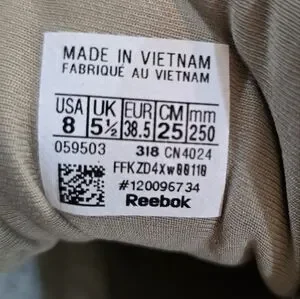 MADE IN VIETNAM
FABRIQUÉ AU VIETNAM
USA UK EUR CM mm
8 5½ 38.5 25 250
059503 318 CN4024
FFKZD4Xw00110
#120096734
Reebok